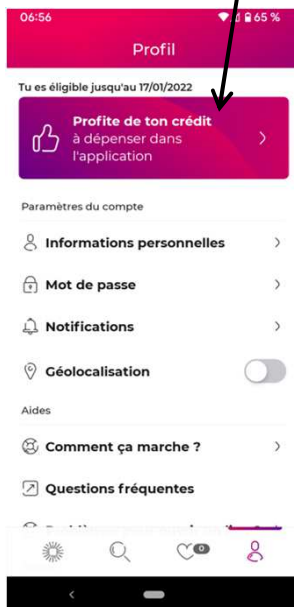 06:56 65 %
Profil
Tu es éligible jusqu'au 17/01/2022
Profite de ton crédit
à dépenser dans
l'application
Paramètres du compte
Informations personnelles
Mot de passe
Notifications
Géolocalisation
Aides
Comment ça marche ?
Questions fréquentes
0